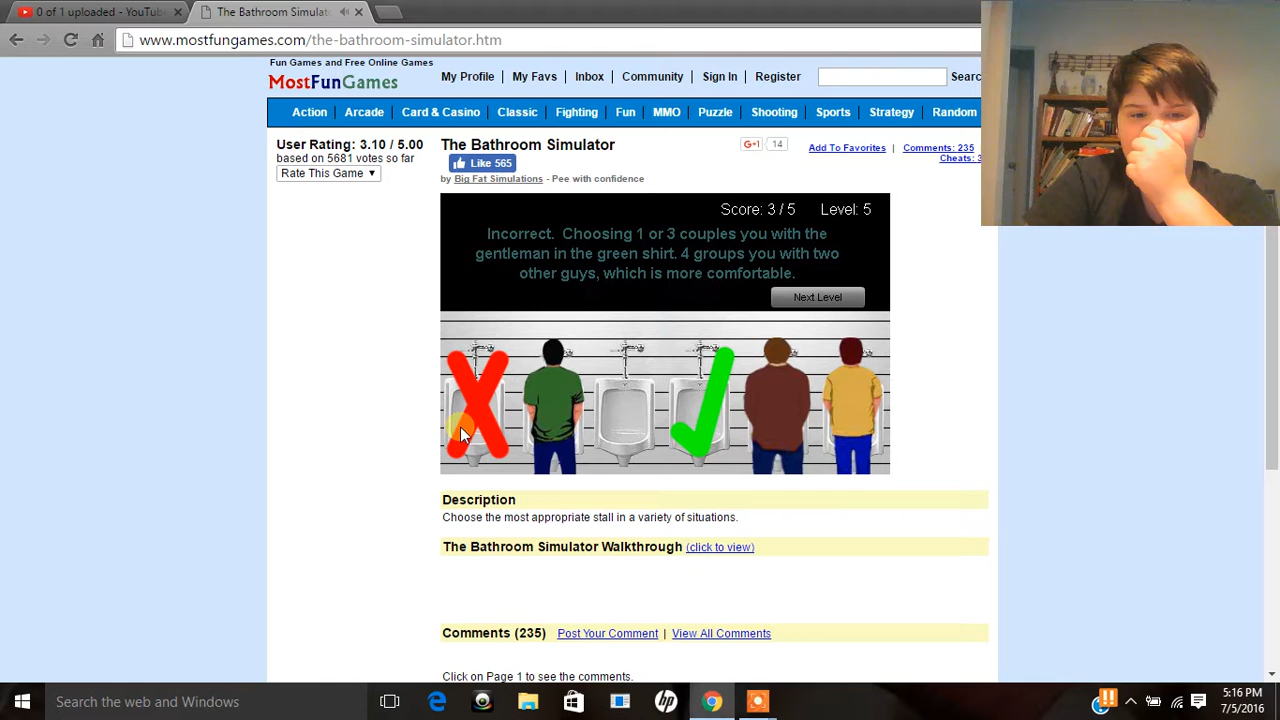 0 of 1 uploaded - YouTube
The Bathroom Simulator
www.mostfungames.com/the-bathroom-simulator.htm
Fun Games and Free Online Games
MostFunGames
My Profile My Favs Inbox Community Sign In Register
Action Arcade Card & Casino Classic Fighting Fun MMO Puzzle Shooting Sports Strategy Random
User Rating: 3.10 / 5.00
based on 5681 votes so far
Rate This Game ▼
The Bathroom Simulator
G+1 14
Add To Favorites | Comments: 235
Cheats: 3
Like 565
by Big Fat Simulations - Pee with confidence
Score: 3 / 5 Level: 5
Incorrect. Choosing 1 or 3 couples you with the
gentleman in the green shirt. 4 groups you with two
other guys, which is more comfortable.
Next Level
Description
Choose the most appropriate stall in a variety of situations.
The Bathroom Simulator Walkthrough (click to view)
Comments (235) Post Your Comment | View All Comments
Click on Page 1 to see the comments.
Search the web and Windows
5:16 PM
7/5/2016